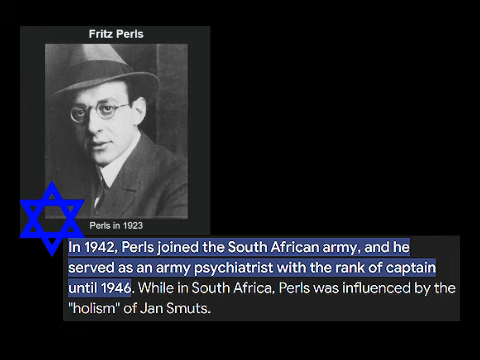 Fritz Perls
Perls in 1923
In 1942, Perls joined the South African army, and he
served as an army psychiatrist with the rank of captain
until 1946. While in South Africa, Perls was influenced by the
"holism" of Jan Smuts.